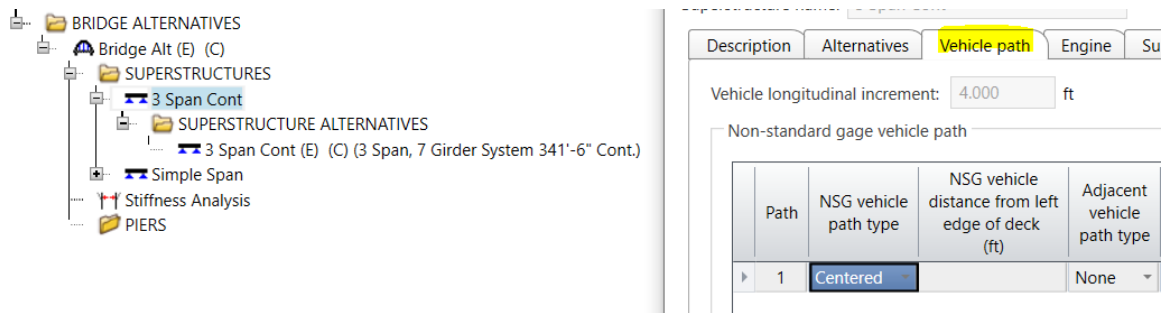 BRIDGE ALTERNATIVES
Bridge Alt (E) (C)
SUPERSTRUCTURES
3 Span Cont
SUPERSTRUCTURE ALTERNATIVES
3 Span Cont (E) (C) (3 Span, 7 Girder System 341'-6" Cont.)
Simple Span
Stiffness Analysis
PIERS
Description Alternatives Vehicle path Engine Su
Vehicle longitudinal increment: 4.000 ft
Non-standard gage vehicle path
Path
NSG vehicle
path type
NSG vehicle
distance from left
edge of deck
(ft)
Adjacent
vehicle
path type
1 Centered None